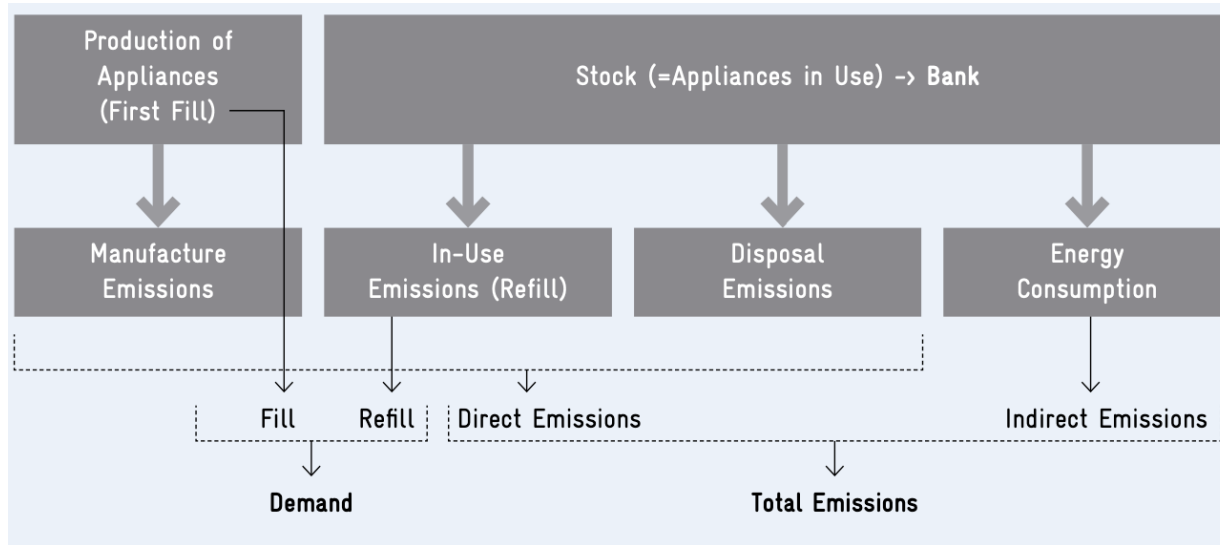 Production of
Appliances
(First Fill)
Stock (=Appliances in Use) -> Bank
Manufacture
Emissions
In-Use
Emissions (Refill)
Disposal
Emissions
Energy
Consumption
Fill
Refill
Direct Emissions
Indirect Emissions
Demand
Total Emissions